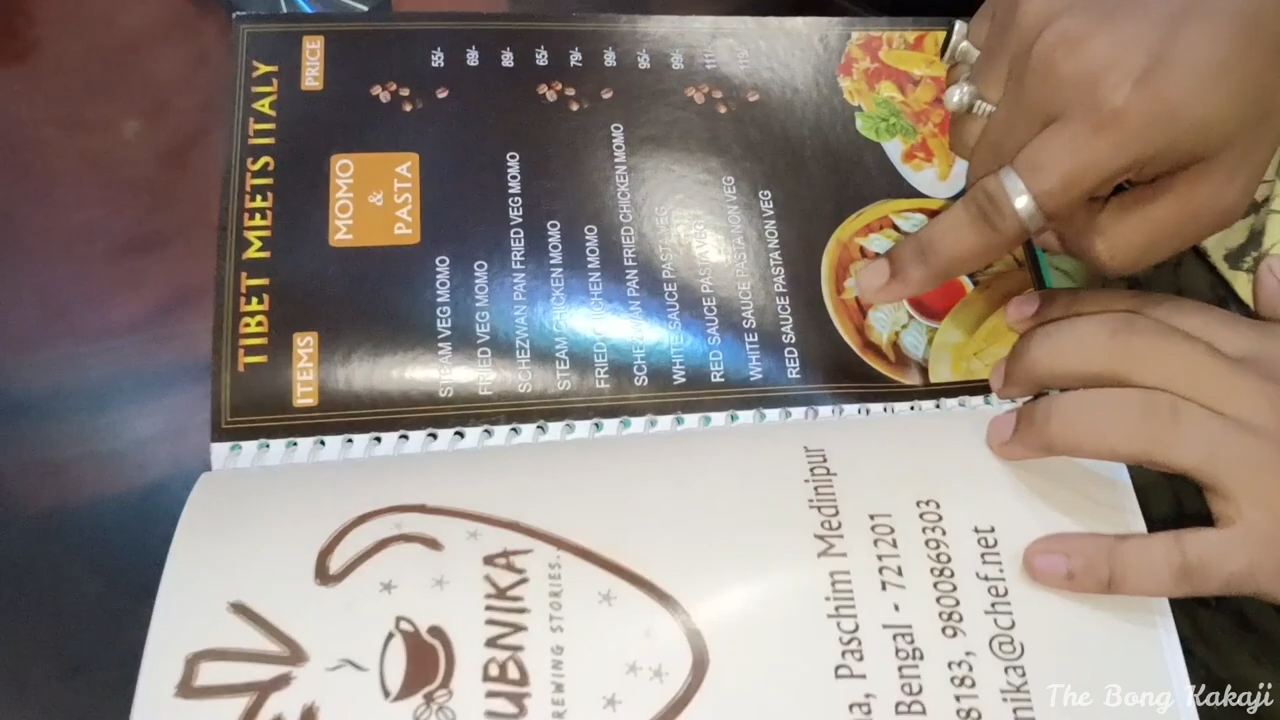 TIBET MEETS ITALY
ITEMS
PRICE
MOMO
&
PASTA
STEAM VEG MOMO 55/-
FRIED VEG MOMO 69/-
SCHEZWAN PAN FRIED VEG MOMO 89/-
STEAM CHICKEN MOMO 65/-
FRIED CHICHEN MOMO 79/-
SCHEZWAN PAN FRIED CHICKEN MOMO 99/-
WHITE SAUCE PASTA VEG 95/-
RED SAUCE PASTA VEG 99/-
WHITE SAUCE PASTA NON VEG 111/-
RED SAUCE PASTA NON VEG 119/-
UBNIKA
REWING STORIES.
Paschim Medinipur
Bengal - 721201
8183, 9800869303
nika@chef.net
The Bong Kakaji